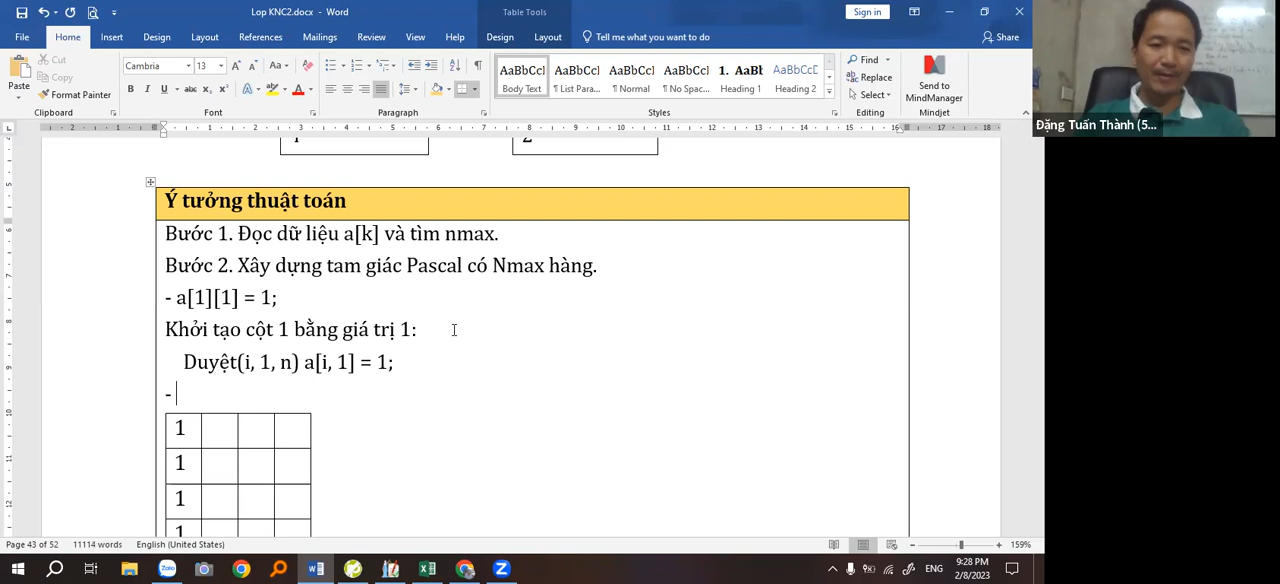 Lop KNC2.docx - Word
Table Tools
Sign in
File
Home
Insert
Design
Layout
References
Mailings
Review
View
Help
Design
Layout
Tell me what you want to do
Share
Paste
Cut
Copy
Format Painter
Clipboard
Cambria
13
Font
Paragraph
AaBbCcI
Body Text
AaBbCcI
¶ List Para...
AaBbCcI
¶ Normal
AaBbCcI
¶ No Spac...
1. AaBb
Heading 1
AaBbCcD
Heading 2
Styles
Find
Replace
Select
Editing
Send to
MindManager
Mindjet
Đặng Tuấn Thành (5...
Ý tưởng thuật toán
Bước 1. Đọc dữ liệu a[k] và tìm nmax.
Bước 2. Xây dựng tam giác Pascal có Nmax hàng.
- a[1][1] = 1;
Khởi tạo cột 1 bằng giá trị 1:
Duyệt(i, 1, n) a[i, 1] = 1;
-
1
1
1
1
Page 43 of 52
11114 words
English (United States)
159%
ENG
9:28 PM
2/8/2023